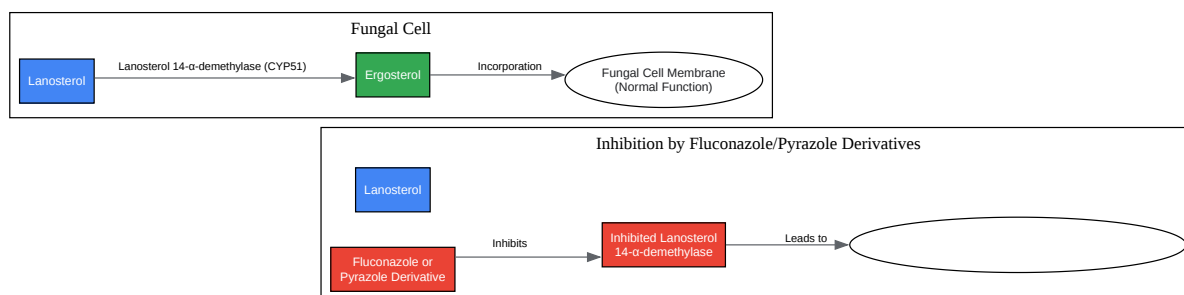 Fungal Cell
Lanosterol
Lanosterol 14-α-demethylase (CYP51)
Ergosterol
Incorporation
Fungal Cell Membrane
(Normal Function)
Inhibition by Fluconazole/Pyrazole Derivatives
Lanosterol
Fluconazole or
Pyrazole Derivative
Inhibits
Inhibited Lanosterol
14-α-demethylase
Leads to